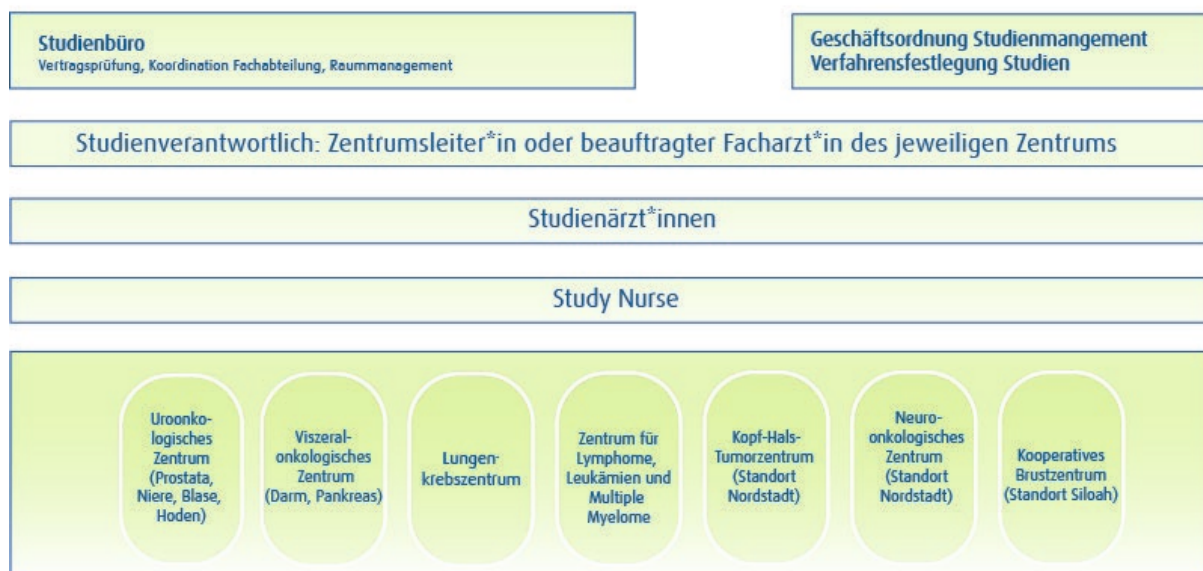 Studienbüro
Vertragsprüfung, Koordination Fachabteilung, Raummanagement
Geschäftsordnung Studienmangement
Verfahrensfestlegung Studien
Studienverantwortlich: Zentrumsleiter*in oder beauftragter Facharzt*in des jeweiligen Zentrums
Studienärzt*innen
Study Nurse
Uroonko-
logisches
Zentrum
(Prostata,
Niere, Blase,
Hoden)
Viszeral-
onkologisches
Zentrum
(Darm, Pankreas)
Lungen-
krebszentrum
Zentrum für
Lymphome,
Leukämien und
Multiple
Myelome
Kopf-Hals-
Tumorzentrum
(Standort
Nordstadt)
Neuro-
onkologisches
Zentrum
(Standort
Nordstadt)
Kooperatives
Brustzentrum
(Standort Siloah)